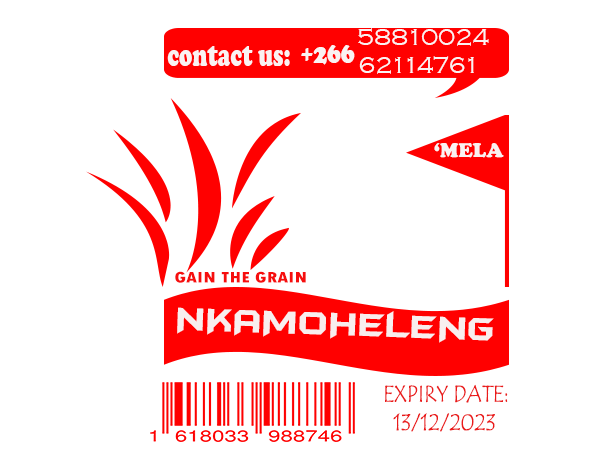 contact us: +266 58810024
62114761
'MELA
GAIN THE GRAIN
NKAMOHELENG
EXPIRY DATE:
13/12/2023
1 618033 988746